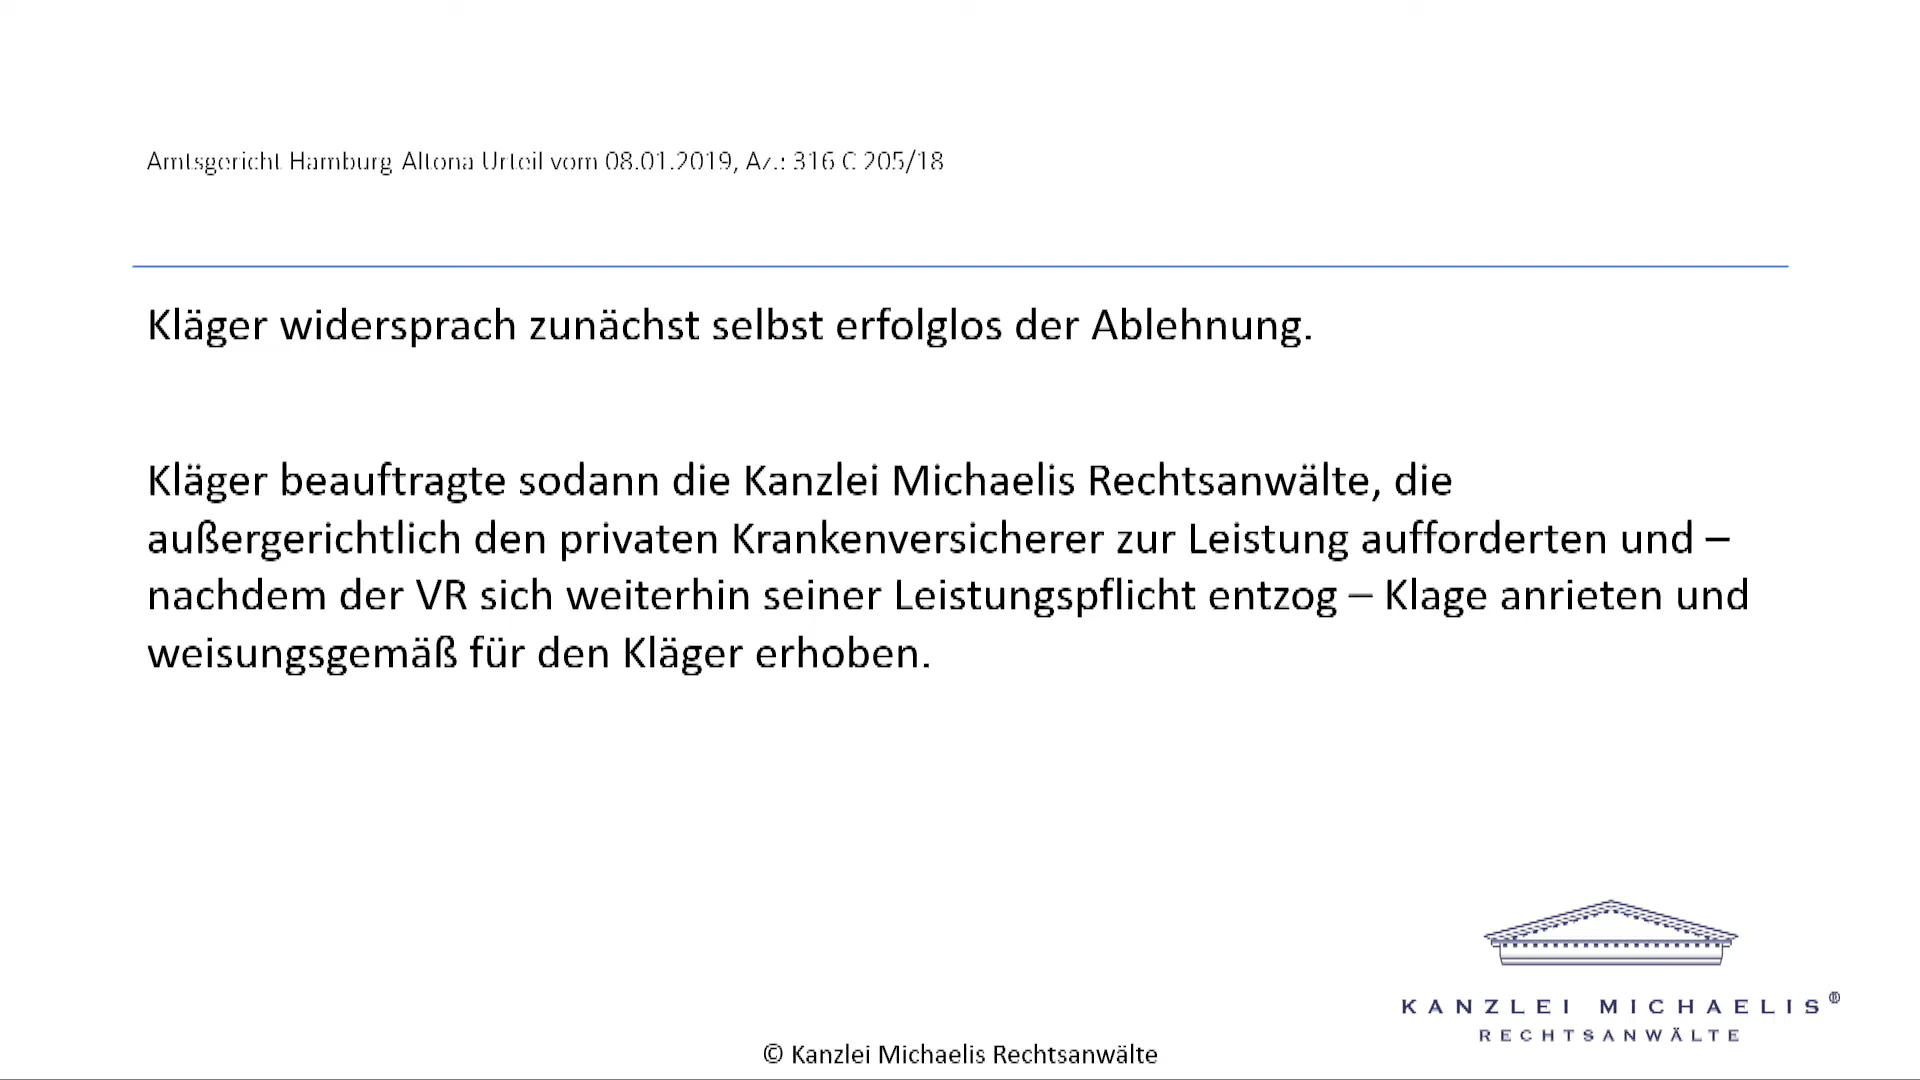 Amtsgericht Hamburg Altona Urteil vom 08.01.2019, Az.: 316 C 205/18
Kläger widersprach zunächst selbst erfolglos der Ablehnung.
Kläger beauftragte sodann die Kanzlei Michaelis Rechtsanwälte, die
außergerichtlich den privaten Krankenversicherer zur Leistung aufforderten und –
nachdem der VR sich weiterhin seiner Leistungspflicht entzog – Klage anrieten und
weisungsgemäß für den Kläger erhoben.
KANZLEI MICHAELIS®
RECHTSANWÄLTE
© Kanzlei Michaelis Rechtsanwälte